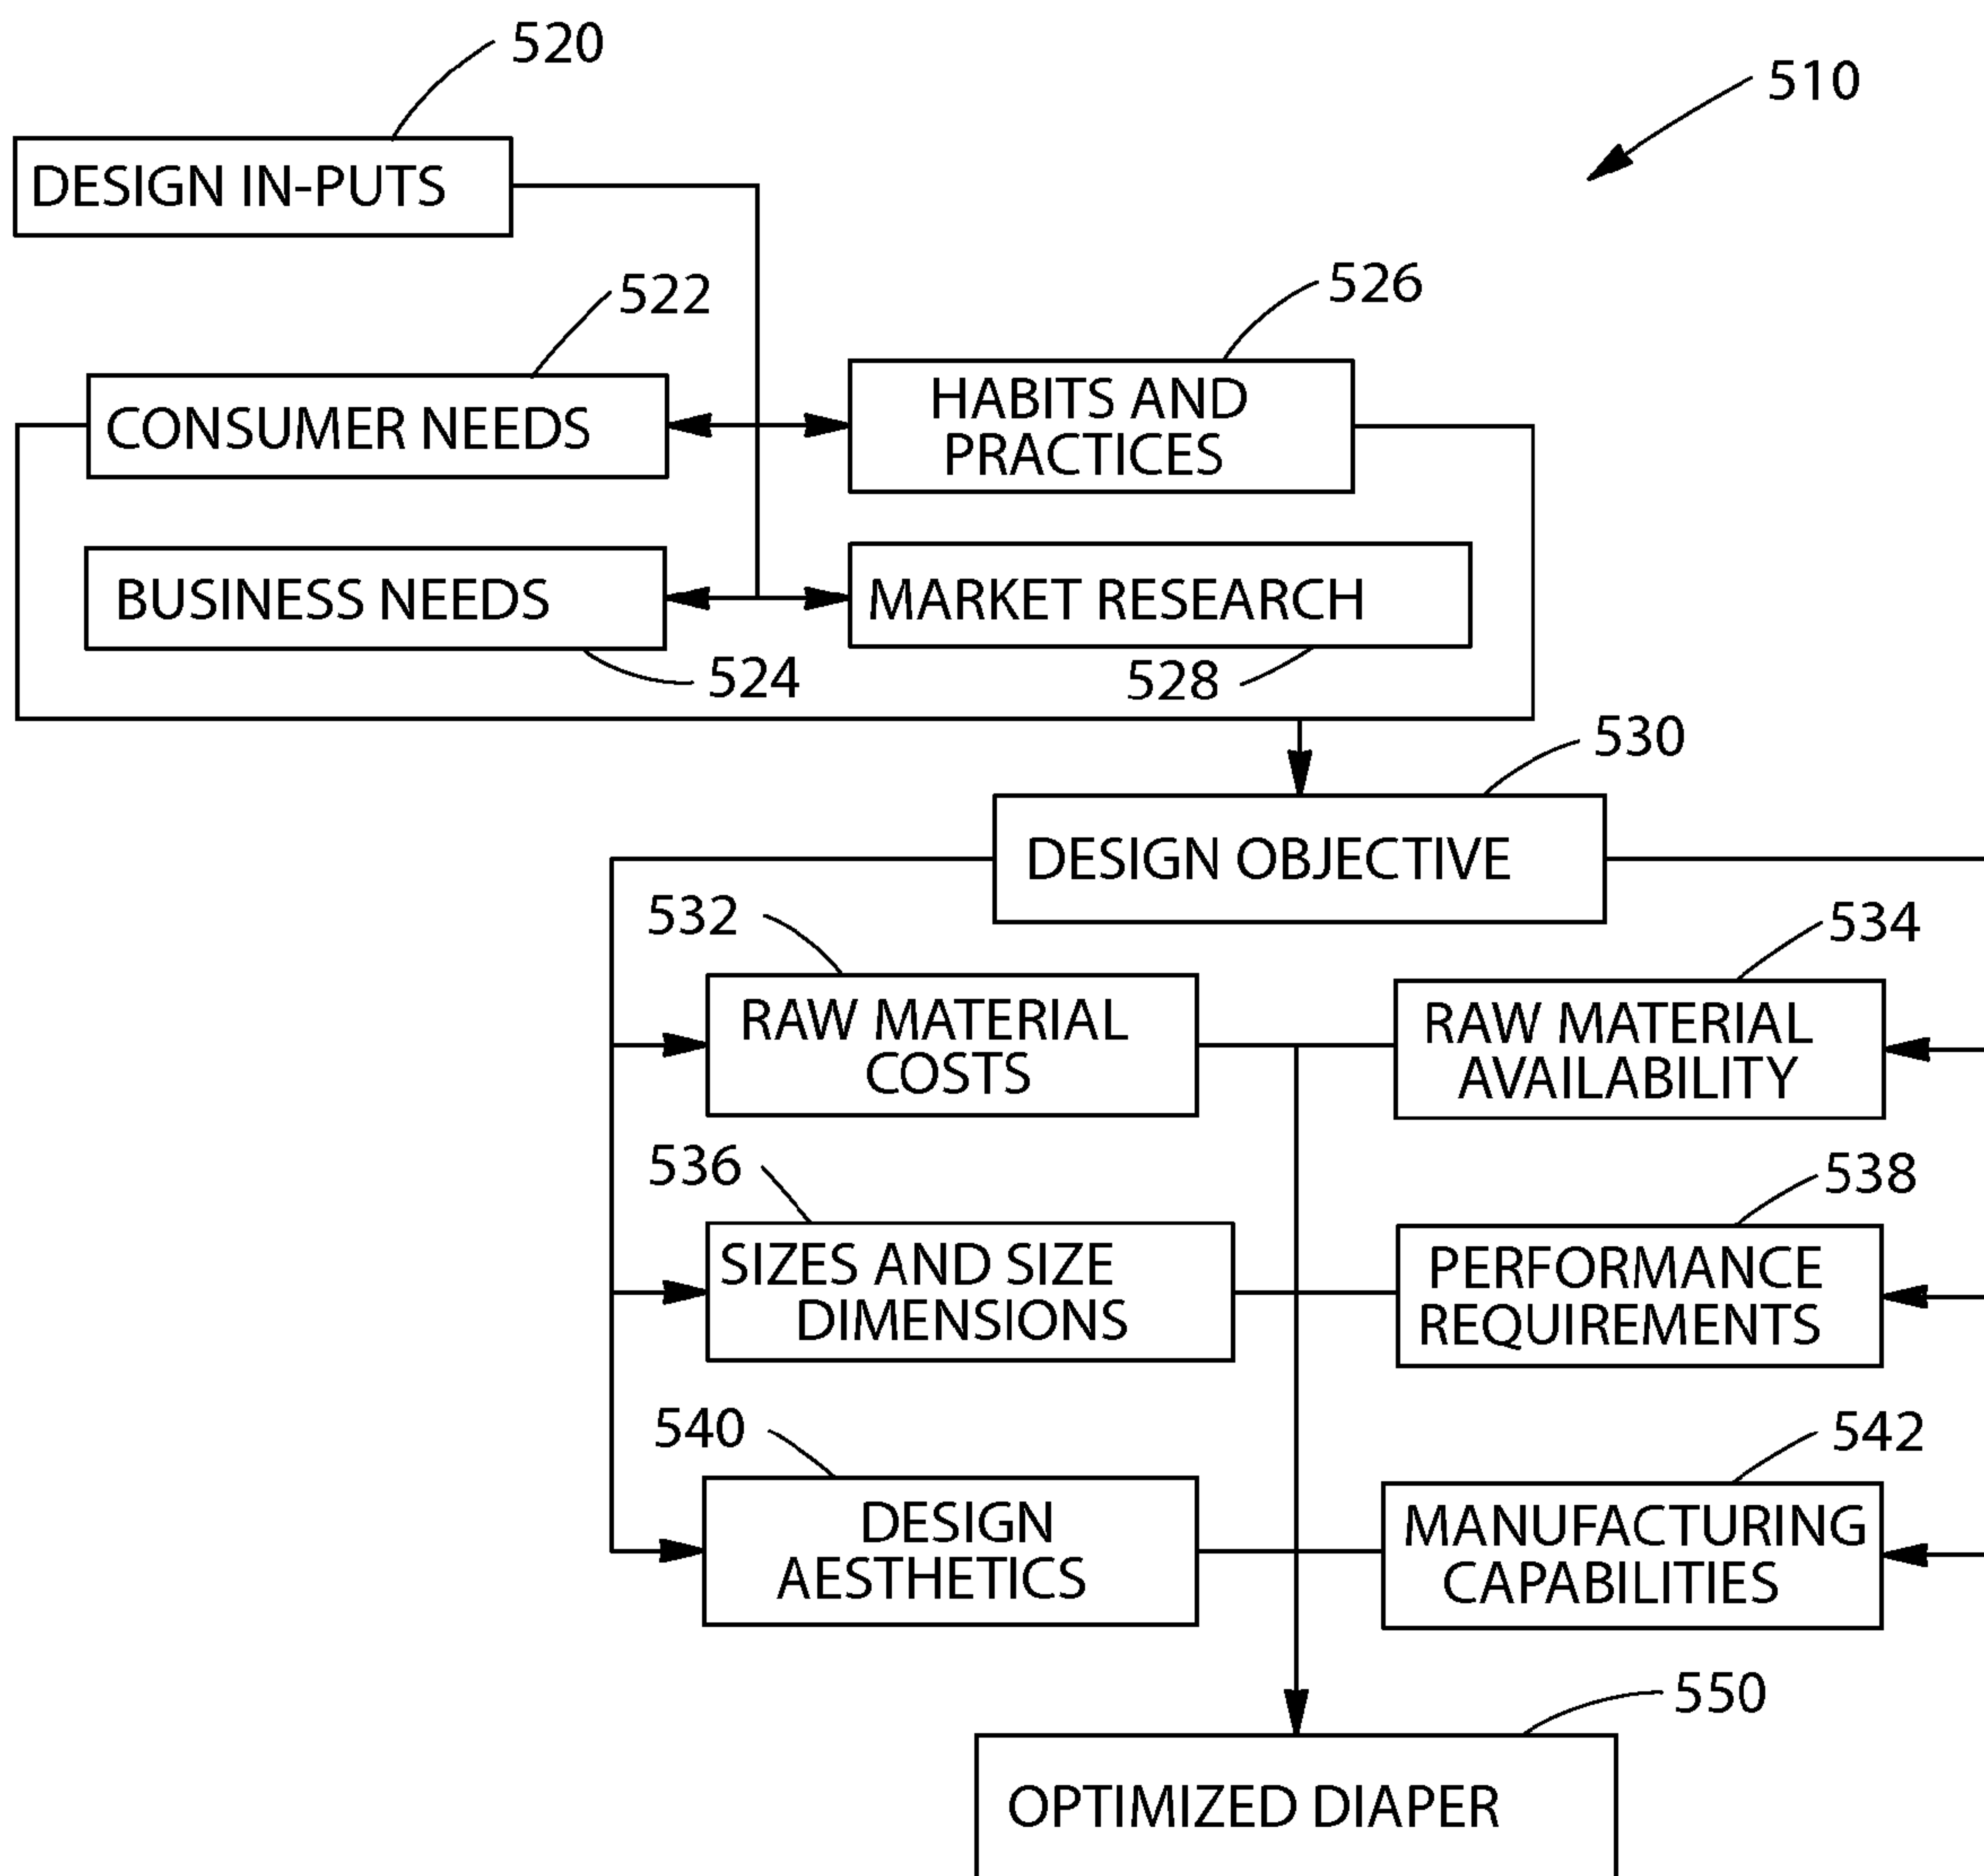 520
510
DESIGN IN-PUTS
522
526
CONSUMER NEEDS
HABITS AND
PRACTICES
BUSINESS NEEDS
MARKET RESEARCH
524
528
530
DESIGN OBJECTIVE
532
534
RAW MATERIAL
COSTS
RAW MATERIAL
AVAILABILITY
536
538
SIZES AND SIZE
DIMENSIONS
PERFORMANCE
REQUIREMENTS
540
542
DESIGN
AESTHETICS
MANUFACTURING
CAPABILITIES
550
OPTIMIZED DIAPER